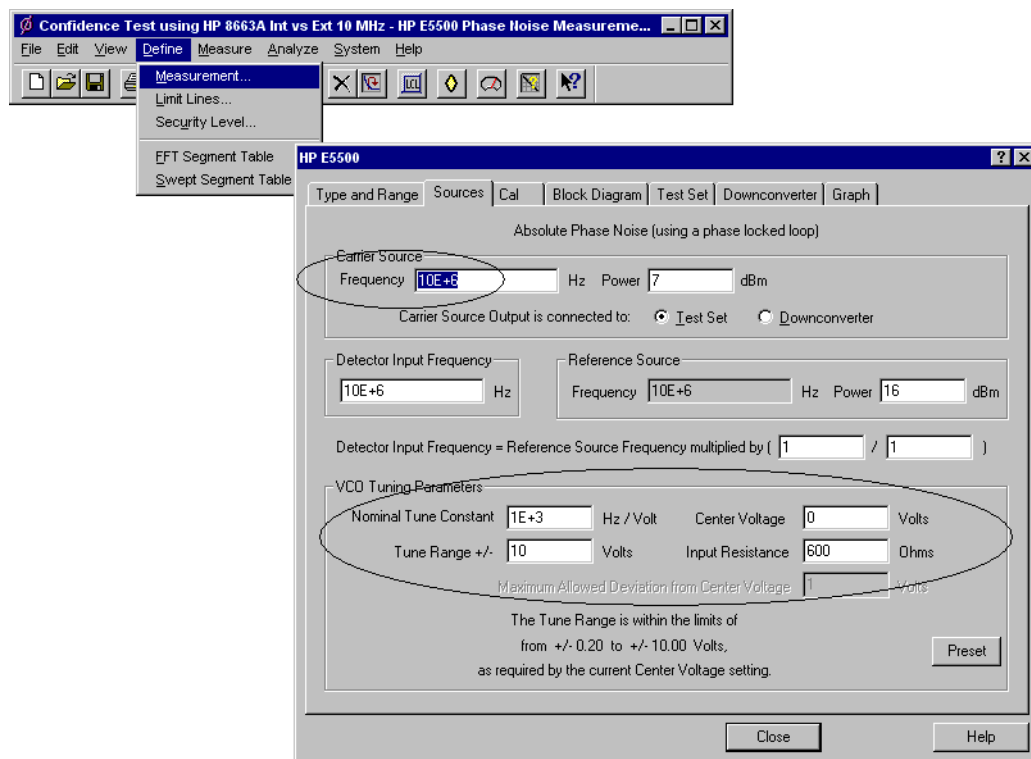 Confidence Test using HP 8663A Int vs Ext 10 MHz - HP E5500 Phase Noise Measureme...
File Edit View Define Measure Analyze System Help
Measurement...
Limit Lines...
Security Level...
FFT Segment Table
Swept Segment Table
HP E5500
Type and Range Sources Cal Block Diagram Test Set Downconverter Graph
Absolute Phase Noise (using a phase locked loop)
Carrier Source
Frequency 10E+6 Hz Power 7 dBm
Carrier Source Output is connected to: Test Set Downconverter
Detector Input Frequency
10E+6 Hz
Reference Source
Frequency 10E+6 Hz Power 16 dBm
Detector Input Frequency = Reference Source Frequency multiplied by ( 1 / 1 )
VCO Tuning Parameters
Nominal Tune Constant 1E+3 Hz / Volt Center Voltage 0 Volts
Tune Range +/- 10 Volts Input Resistance 600 Ohms
Maximum Allowed Deviation from Center Voltage 1 Volts
The Tune Range is within the limits of
from +/- 0.20 to +/- 10.00 Volts,
as required by the current Center Voltage setting.
Preset
Close Help